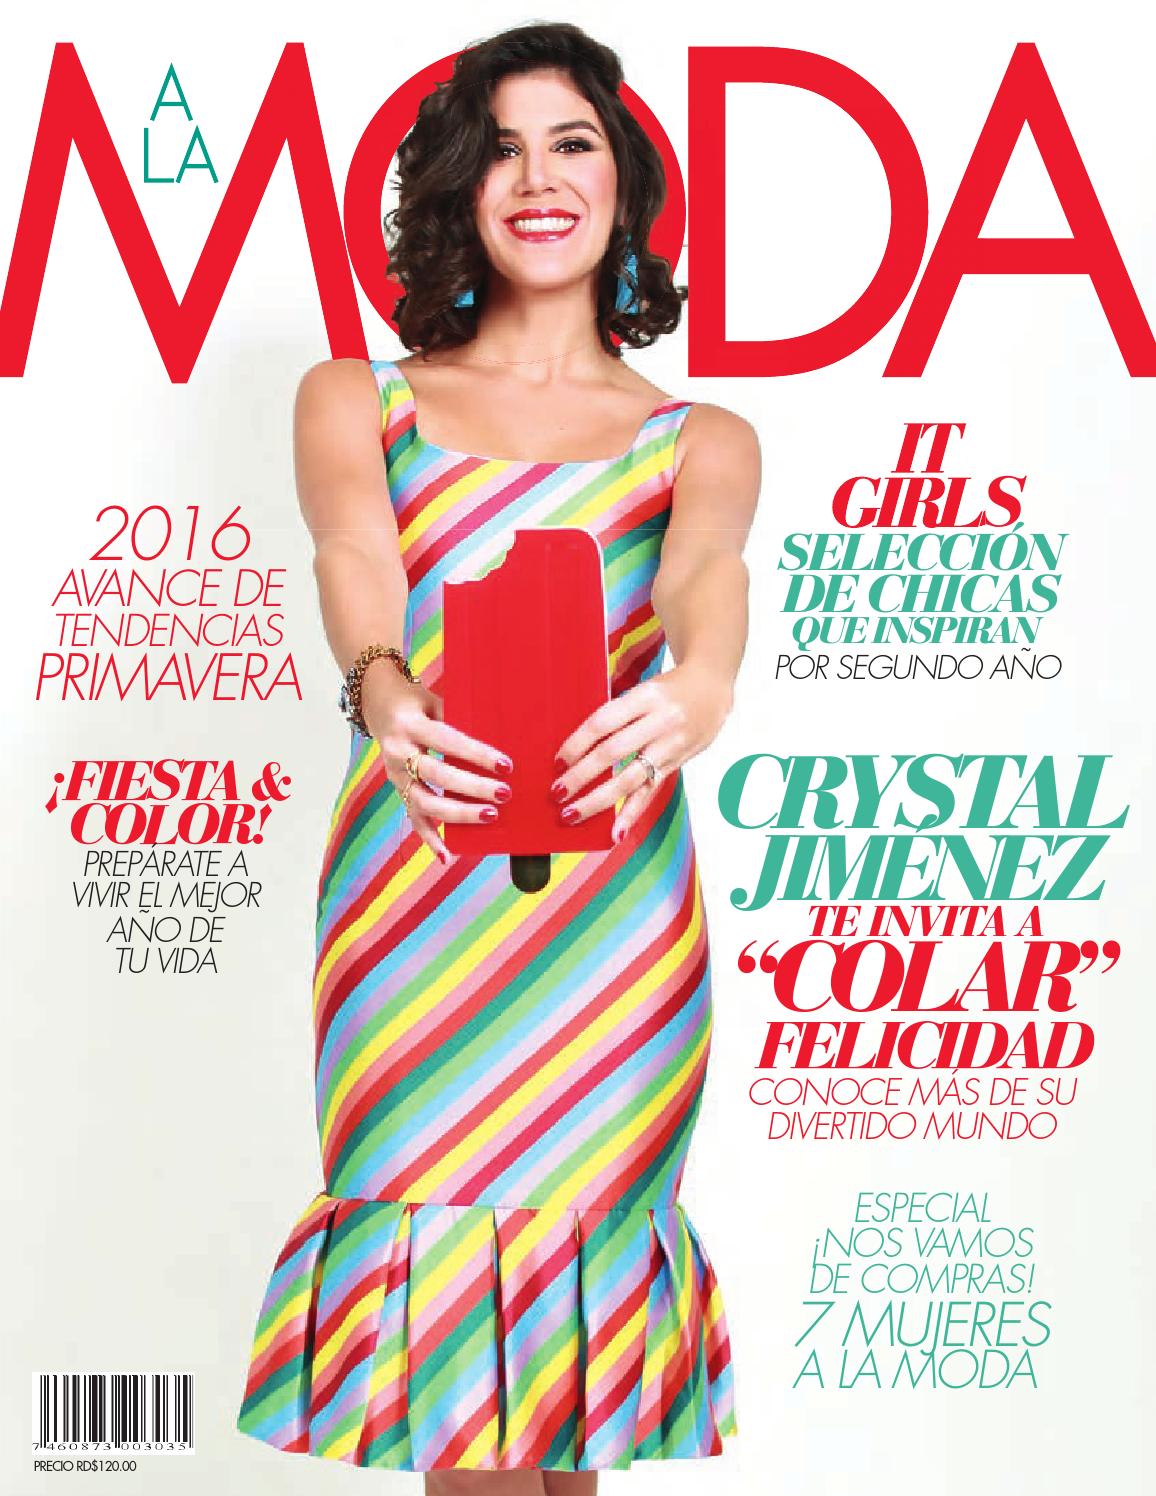 A
LA
MODA
2016
AVANCE DE
TENDENCIAS
PRIMAVERA
¡FIESTA &
COLOR!
PREPÁRATE A
VIVIR EL MEJOR
AÑO DE
TU VIDA
IT
GIRLS
SELECCIÓN
DE CHICAS
QUE INSPIRAN
POR SEGUNDO AÑO
CRYSTAL
JIMÉNEZ
TE INVITA A
“COLAR”
FELICIDAD
CONOCE MÁS DE SU
DIVERTIDO MUNDO
ESPECIAL
¡NOS VAMOS
DE COMPRAS!
7 MUJERES
A LA MODA
7 460873 003035
PRECIO RD$120.00